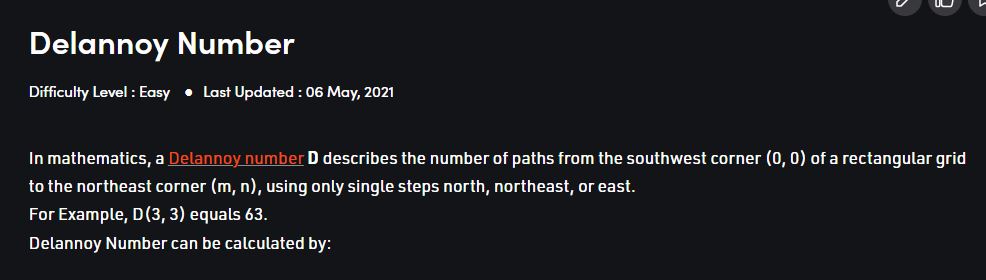 Delannoy Number
Difficulty Level : Easy ● Last Updated : 06 May, 2021
In mathematics, a Delannoy number D describes the number of paths from the southwest corner (0, 0) of a rectangular grid
to the northeast corner (m, n), using only single steps north, northeast, or east.
For Example, D(3, 3) equals 63.
Delannoy Number can be calculated by: